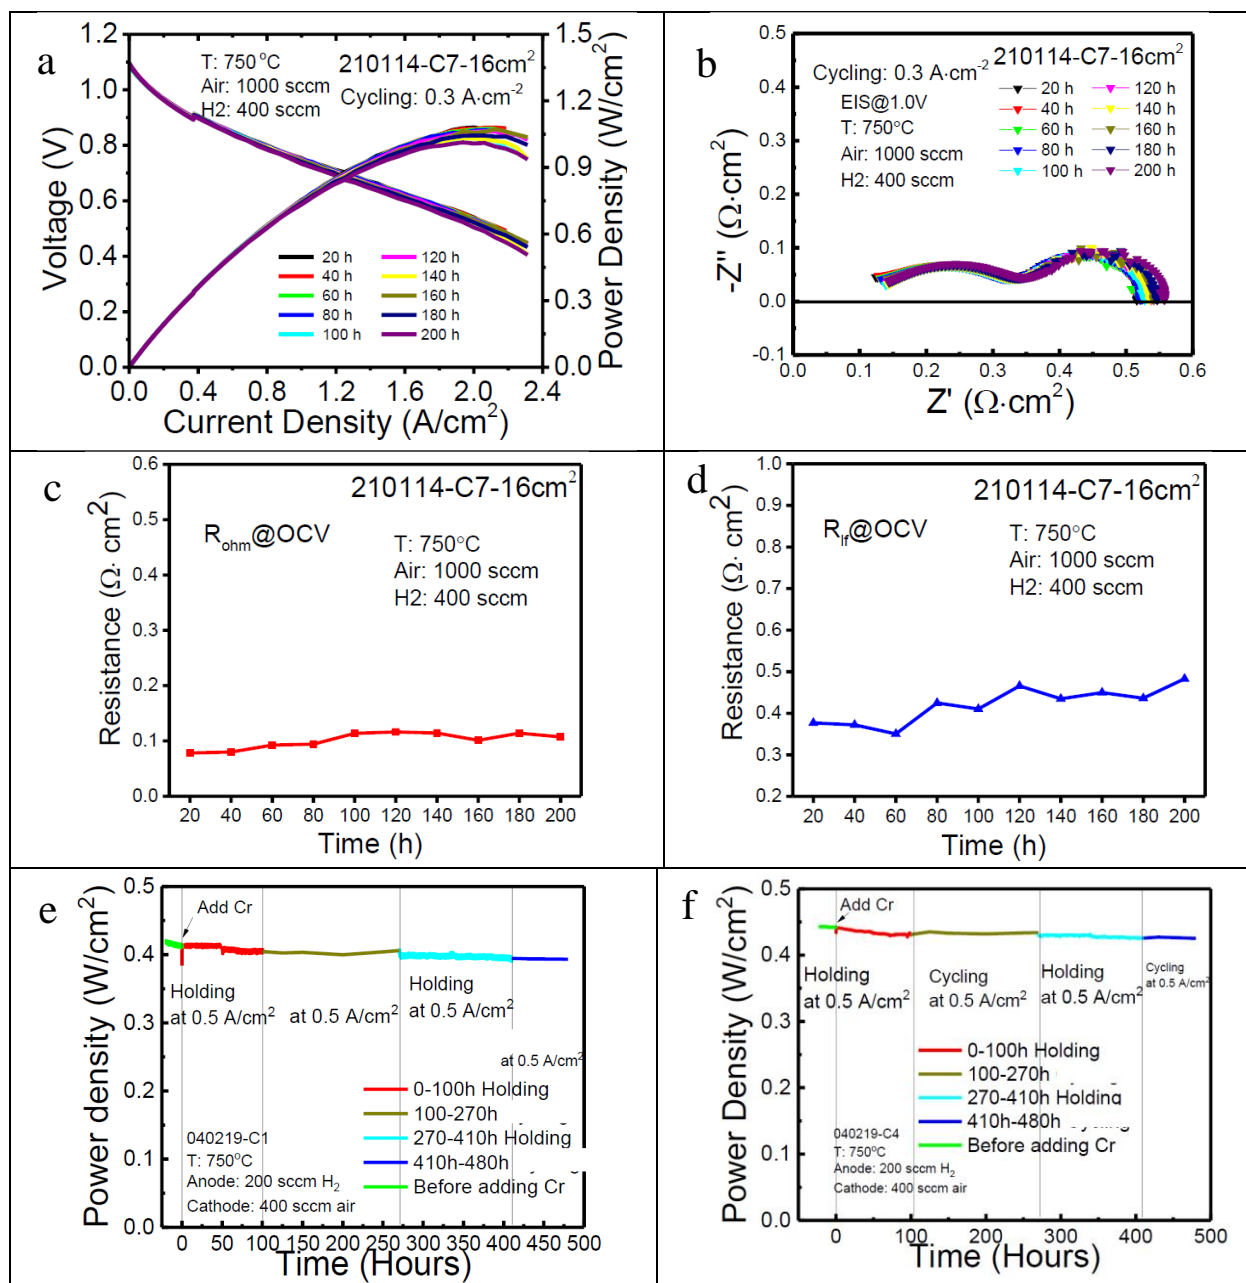 a
T: 750 °C
Air: 1000 sccm
H2: 400 sccm
210114-C7-16cm²
Cycling: 0.3 A·cm⁻²
20 h
40 h
60 h
80 h
100 h
120 h
140 h
160 h
180 h
200 h
Voltage (V)
1.2
1.0
0.8
0.6
0.4
0.2
0.0
Power Density (W/cm²)
1.5
1.2
0.9
0.6
0.3
0.0
0.0 0.4 0.8 1.2 1.6 2.0 2.4
Current Density (A/cm²)
b
210114-C7-16cm²
Cycling: 0.3 A·cm⁻²
EIS@1.0V
T: 750°C
Air: 1000 sccm
H2: 400 sccm
20 h
40 h
60 h
80 h
100 h
120 h
140 h
160 h
180 h
200 h
-Z" (Ω·cm²)
0.5
0.4
0.3
0.2
0.1
0.0
-0.1
0.0 0.1 0.2 0.3 0.4 0.5 0.6
Z' (Ω·cm²)
c
210114-C7-16cm²
R_ohm@OCV
T: 750°C
Air: 1000 sccm
H2: 400 sccm
Resistance (Ω· cm²)
0.6
0.5
0.4
0.3
0.2
0.1
0.0
20 40 60 80 100 120 140 160 180 200
Time (h)
d
210114-C7-16cm²
R_lf@OCV
T: 750°C
Air: 1000 sccm
H2: 400 sccm
Resistance (Ω· cm²)
1.0
0.9
0.8
0.7
0.6
0.5
0.4
0.3
0.2
20 40 60 80 100 120 140 160 180 200
Time (h)
e
Add Cr
Holding
at 0.5 A/cm²
at 0.5 A/cm²
Holding
at 0.5 A/cm²
at 0.5 A/cm²
0-100h Holding
100-270h
270-410h Holding
410h-480h
Before adding Cr
040219-C1
T: 750°C
Anode: 200 sccm H₂
Cathode: 400 sccm air
Power density (W/cm²)
0.5
0.4
0.3
0.2
0.1
0.0
0 50 100 150 200 250 300 350 400 450 500
Time (Hours)
f
Add Cr
Holding
at 0.5 A/cm²
Cycling
at 0.5 A/cm²
Holding
at 0.5 A/cm²
Cycling
at 0.5 A/cm²
0-100h Holding
100-270h
270-410h Holding
410h-480h
Before adding Cr
040219-C4
T: 750°C
Anode: 200 sccm H₂
Cathode: 400 sccm air
Power Density (W/cm²)
0.5
0.4
0.3
0.2
0.1
0.0
0 100 200 300 400 500
Time (Hours)